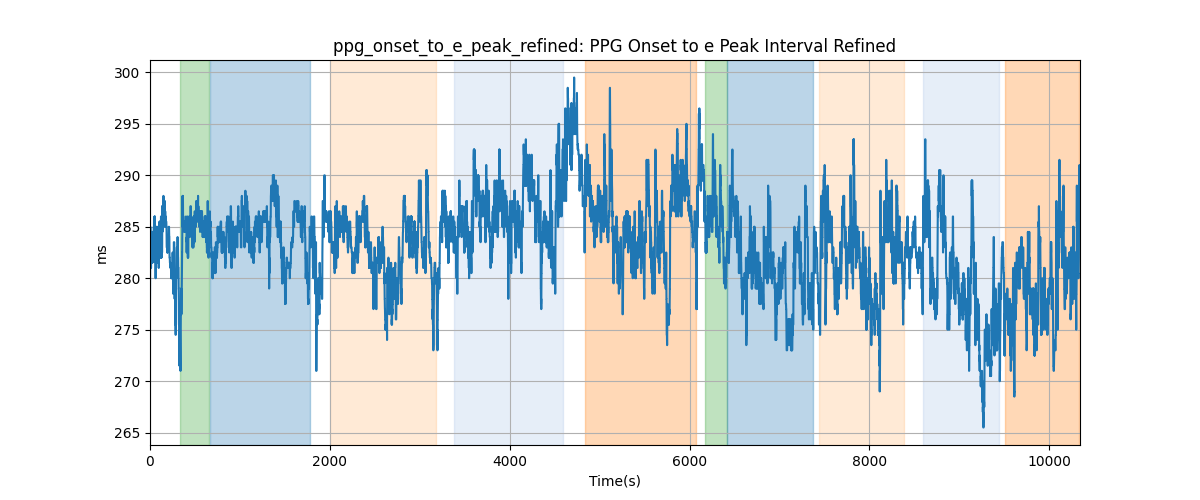 ppg_onset_to_e_peak_refined: PPG Onset to e Peak Interval Refined
300
295
290
285
280
275
270
265
ms
0 2000 4000 6000 8000 10000
Time(s)